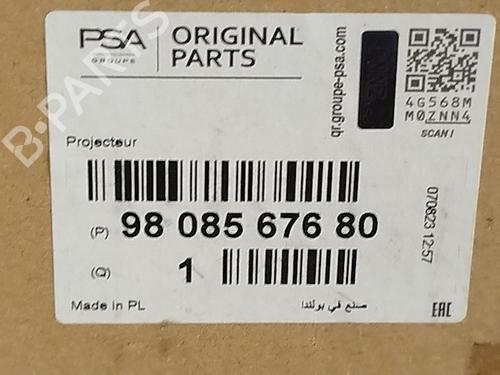 PSA
GROUPE
ORIGINAL
PARTS
qr.groupe-psa.com
4G568M
M0ZNN4
SCAN !
Projecteur
(P) 98 085 676 80
(Q) 1
070823 12:57
Made in PL
صنع في بولندا
EAC
B-PARTS